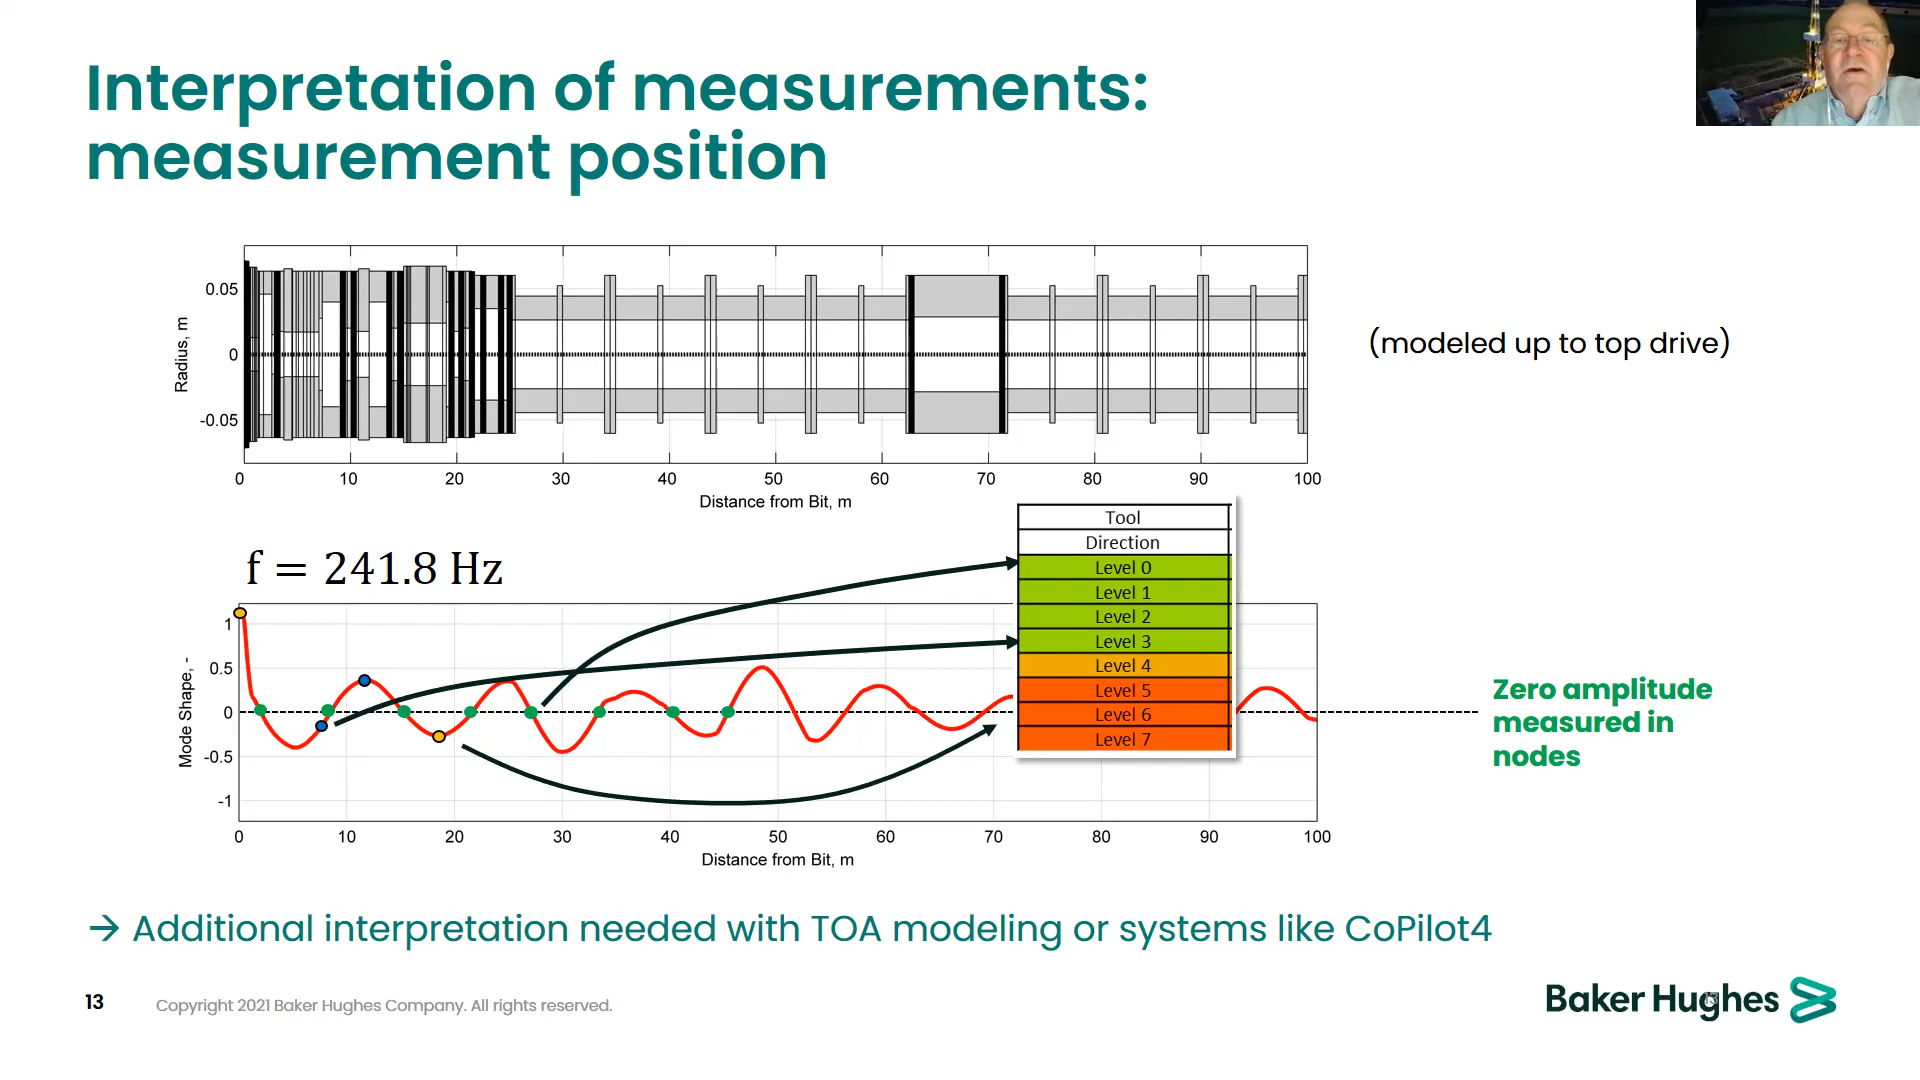 Interpretation of measurements:
measurement position
0.05
0
-0.05
Radius, m
0 10 20 30 40 50 60 70 80 90 100
Distance from Bit, m
(modeled up to top drive)
f = 241.8 Hz
Tool
Direction
Level 0
Level 1
Level 2
Level 3
Level 4
Level 5
Level 6
Level 7
1
0.5
0
-0.5
-1
Mode Shape, -
0 10 20 30 40 50 60 70 80 90 100
Distance from Bit, m
Zero amplitude
measured in
nodes
→ Additional interpretation needed with TOA modeling or systems like CoPilot4
13 Copyright 2021 Baker Hughes Company. All rights reserved.
Baker Hughes